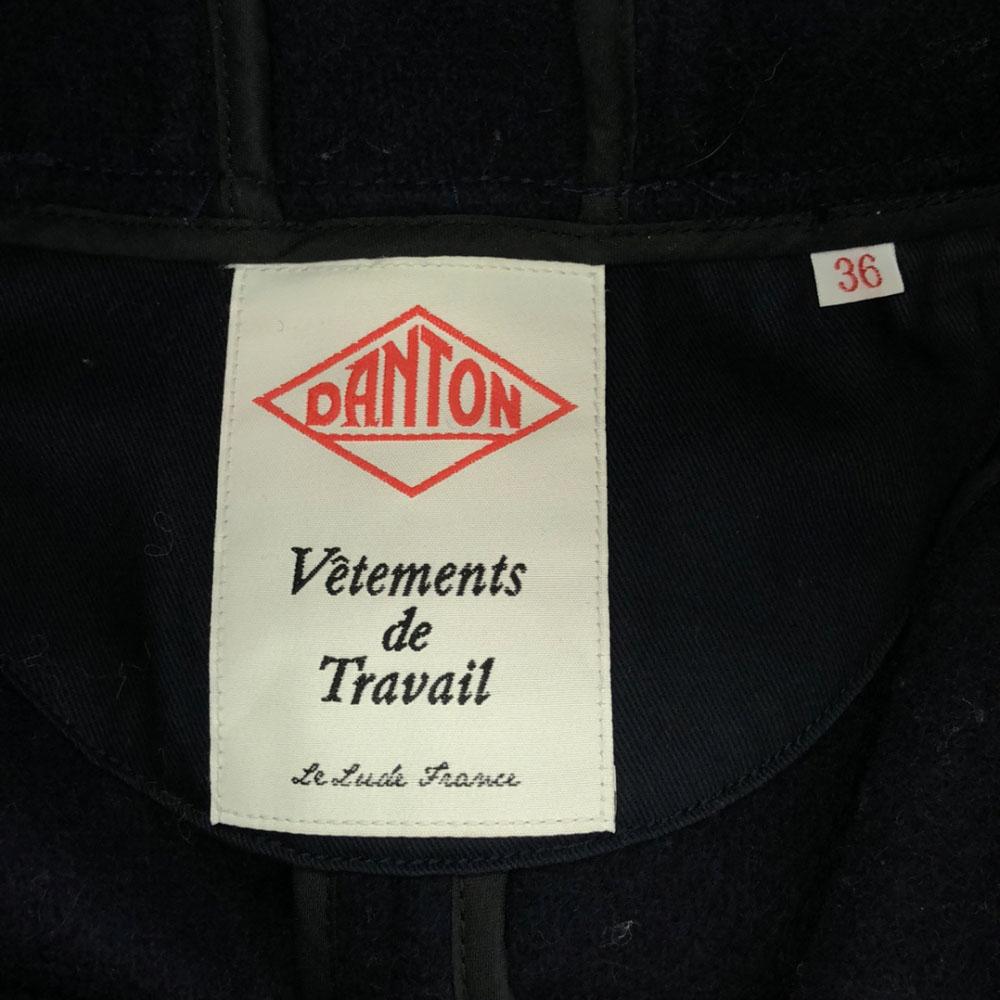 DANTON
36
Vêtements
de
Travail
Le Lude France